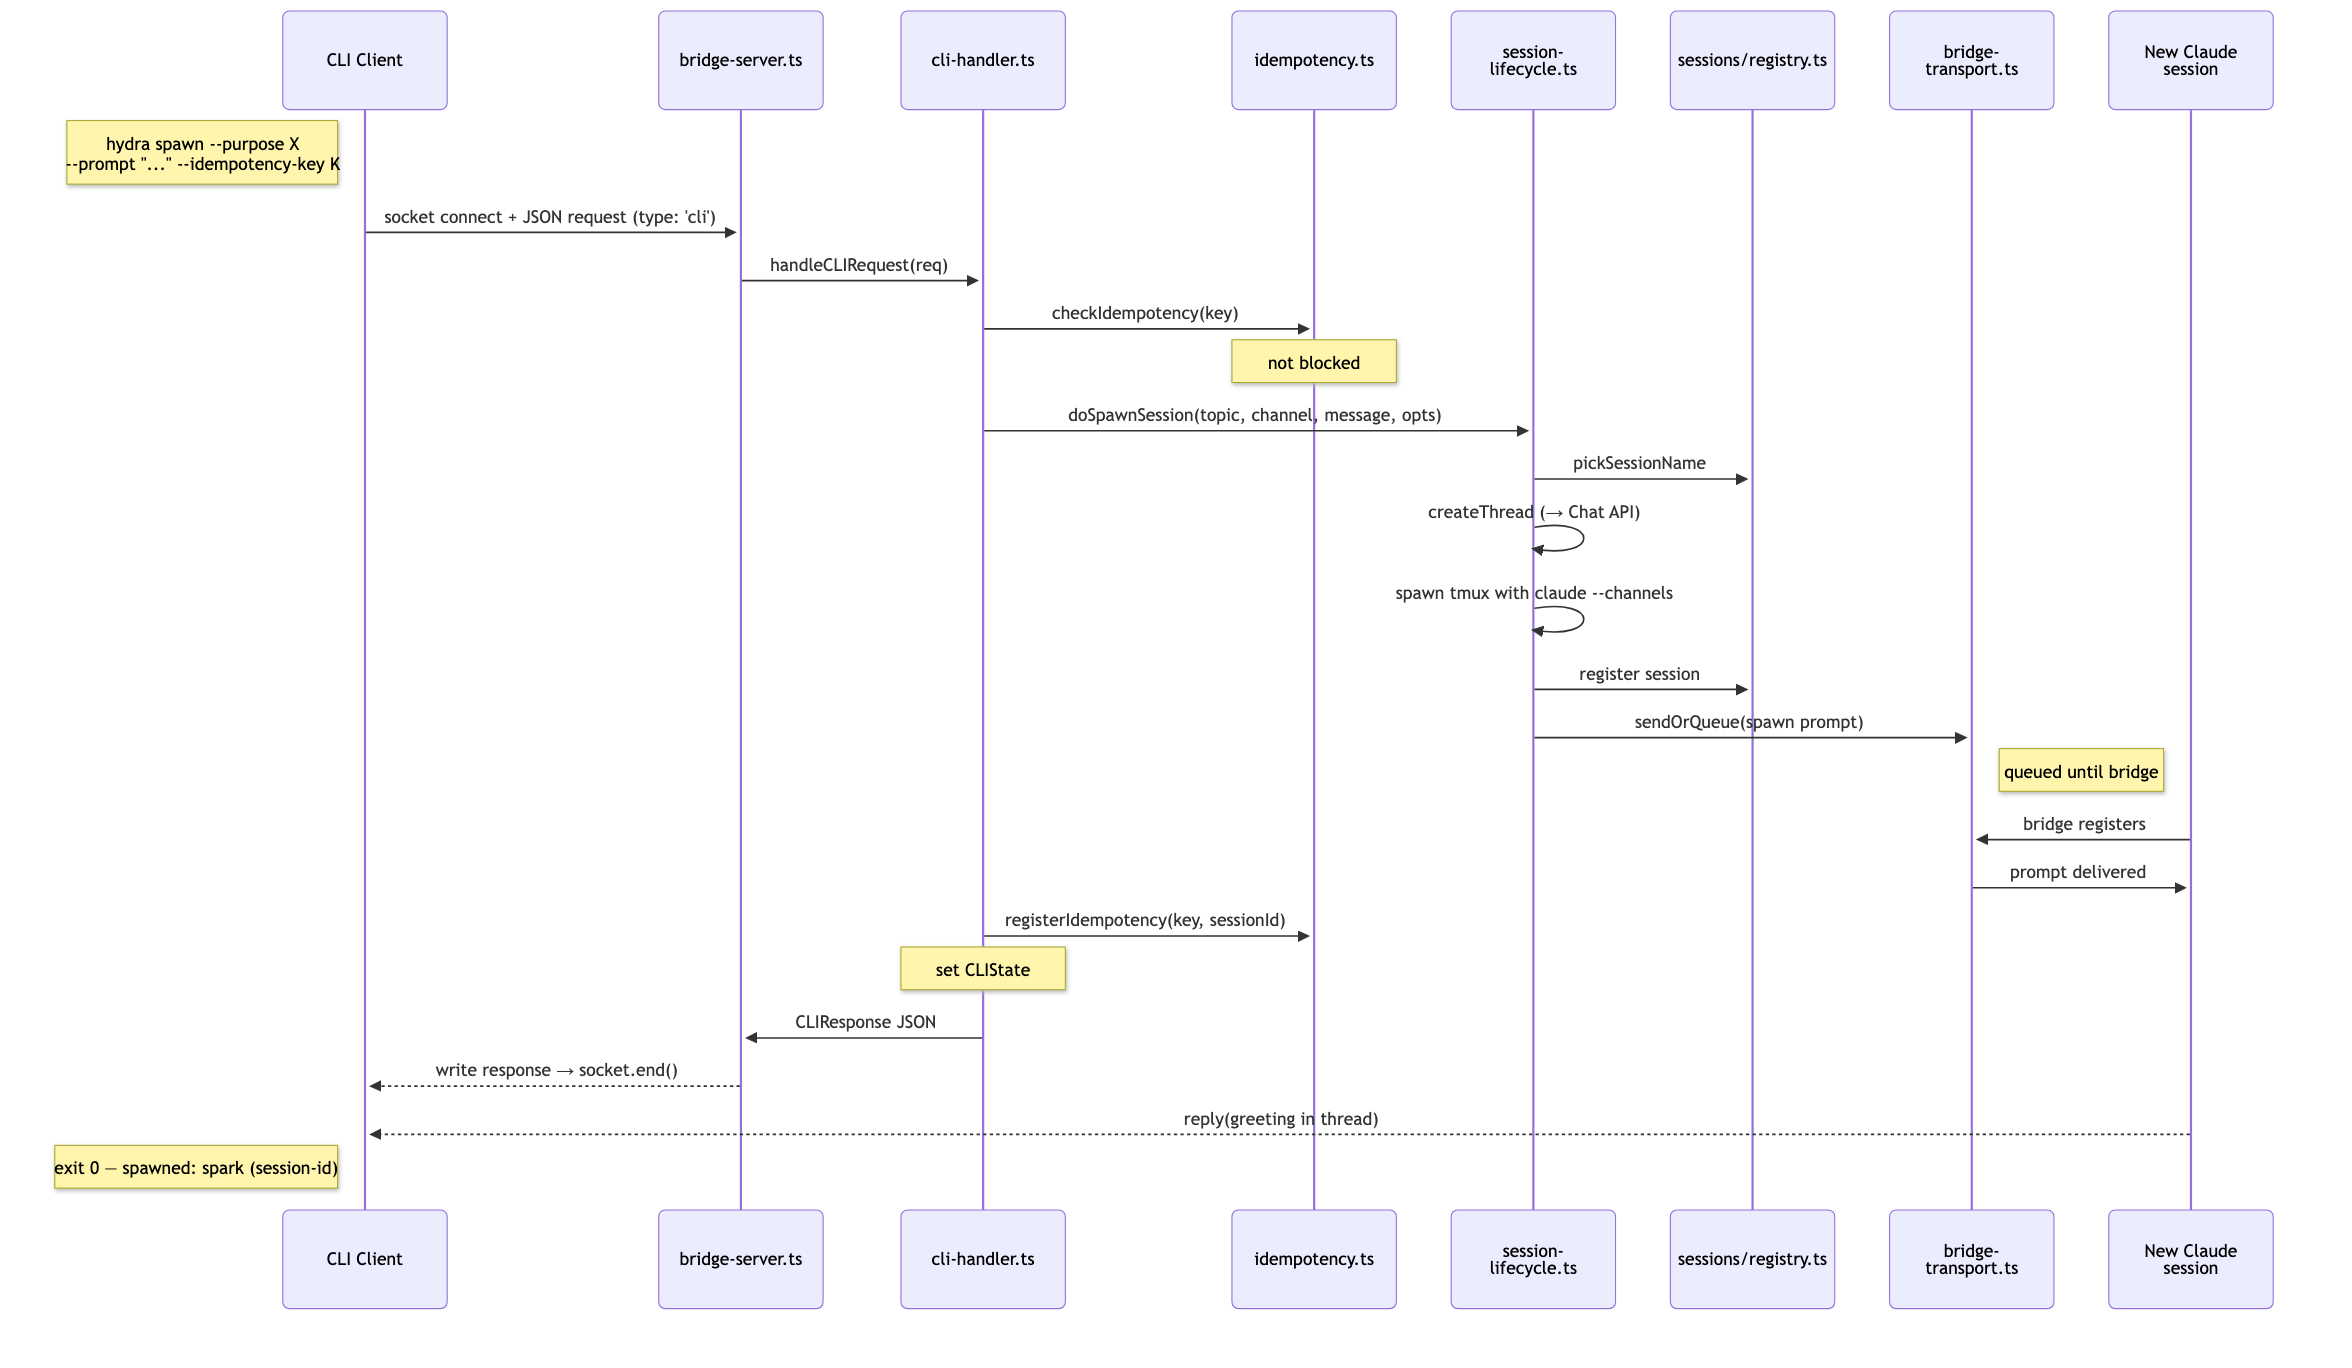 CLI Client
bridge-server.ts
cli-handler.ts
idempotency.ts
session-
lifecycle.ts
sessions/registry.ts
bridge-
transport.ts
New Claude
session
hydra spawn --purpose X
--prompt "..." --idempotency-key K
socket connect + JSON request (type: 'cli')
handleCLIRequest(req)
checkIdempotency(key)
not blocked
doSpawnSession(topic, channel, message, opts)
pickSessionName
createThread (→ Chat API)
spawn tmux with claude --channels
register session
sendOrQueue(spawn prompt)
queued until bridge
bridge registers
prompt delivered
registerIdempotency(key, sessionId)
set CLIState
CLIResponse JSON
write response → socket.end()
reply(greeting in thread)
exit 0 — spawned: spark (session-id)
CLI Client
bridge-server.ts
cli-handler.ts
idempotency.ts
session-
lifecycle.ts
sessions/registry.ts
bridge-
transport.ts
New Claude
session